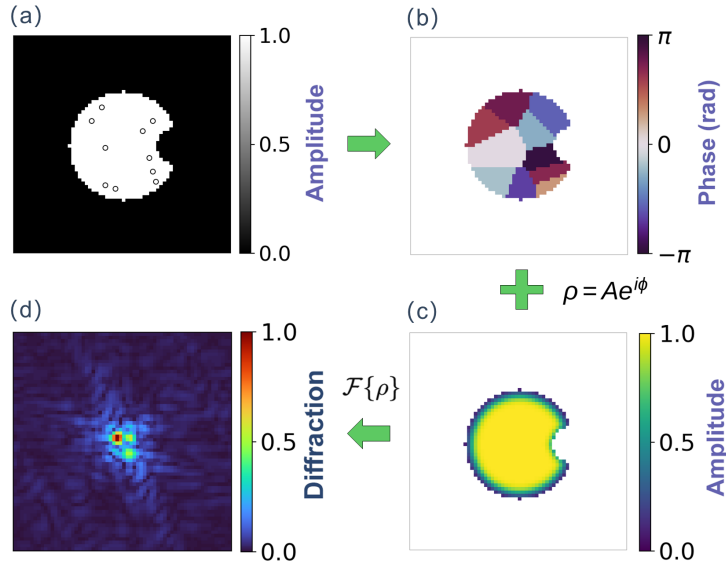 (a)
1.0
0.5
0.0
Amplitude
(b)
π
0
−π
Phase (rad)
ρ = Ae^{iϕ}
(d)
1.0
0.5
0.0
Diffraction
ℱ{ρ}
(c)
1.0
0.5
0.0
Amplitude